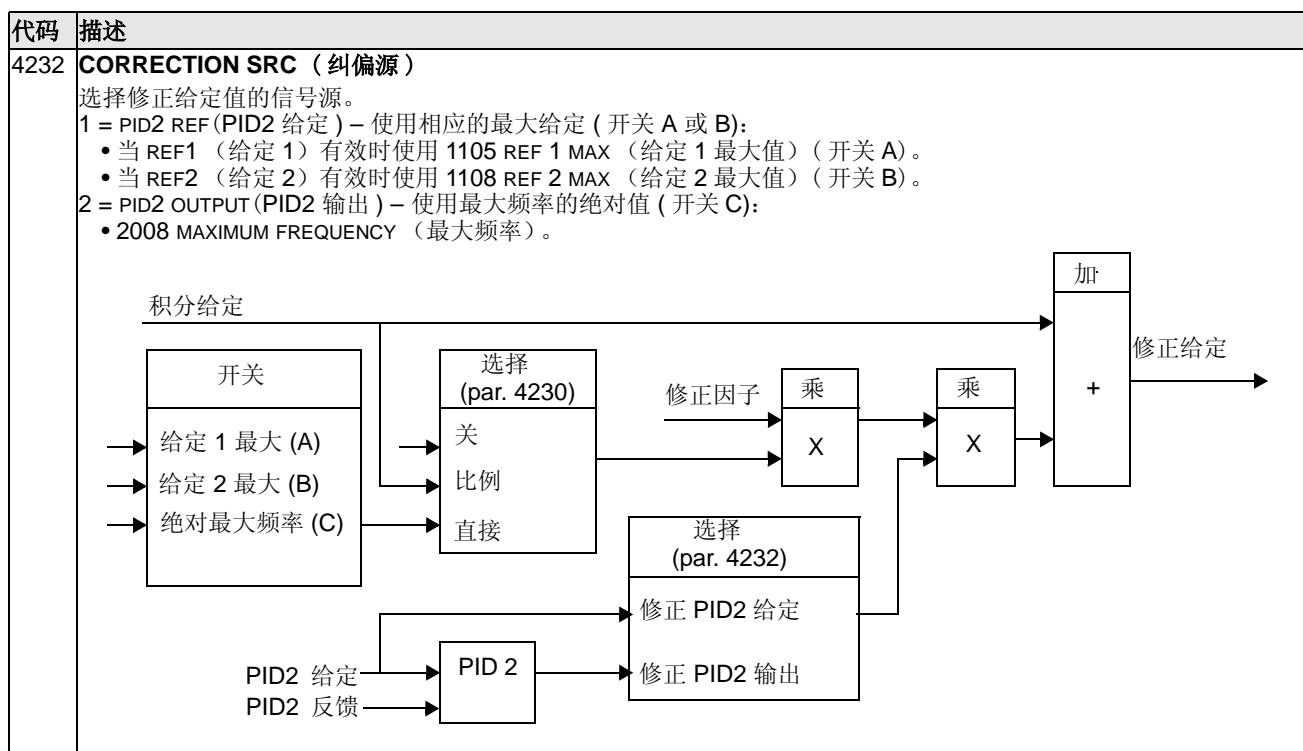 代码 描述
4232 CORRECTION SRC （纠偏源）
选择修正给定值的信号源。
1 = PID2 REF（PID2 给定 ) – 使用相应的最大给定 ( 开关 A 或 B)：
• 当 REF1 （给定 1）有效时使用 1105 REF 1 MAX （给定 1 最大值）( 开关 A)。
• 当 REF2 （给定 2）有效时使用 1108 REF 2 MAX （给定 2 最大值）( 开关 B)。
2 = PID2 OUTPUT（PID2 输出 ) – 使用最大频率的绝对值 ( 开关 C)：
• 2008 MAXIMUM FREQUENCY （最大频率）。
加
积分给定
修正给定
开关
选择
(par. 4230)
修正因子
乘
乘
+
给定 1 最大 (A)
关
X
X
给定 2 最大 (B)
比例
绝对最大频率 (C)
直接
选择
(par. 4232)
修正 PID2 给定
PID2 给定
PID 2
修正 PID2 输出
PID2 反馈